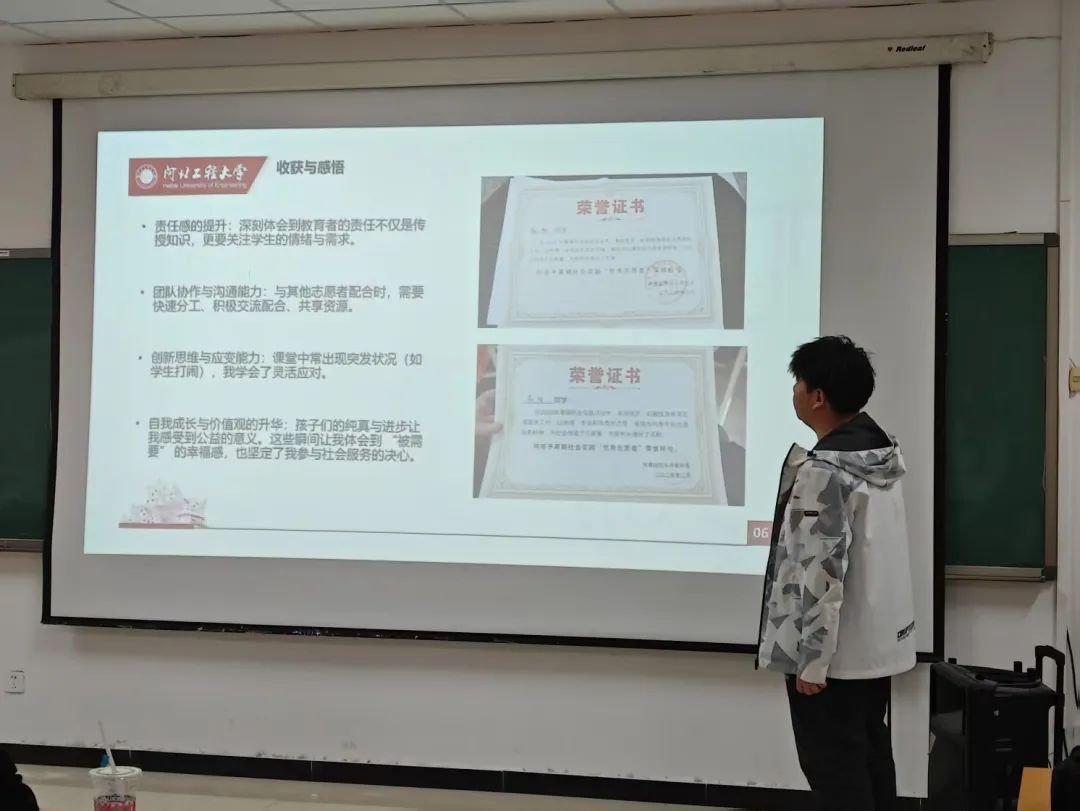 Redleaf
河北工程大学
Hebei University of Engineering
收获与感悟
• 责任感的提升：深刻体会到教育者的责任不仅是传
授知识，更要关注学生的情绪与需求。
• 团队协作与沟通能力：与其他志愿者配合时，需要
快速分工、积极交流配合、共享资源。
• 创新思维与应变能力：课堂中常出现突发状况（如
学生打闹），我学会了灵活应对。
• 自我成长与价值观的升华：孩子们的纯真与进步让
我感受到公益的意义。这些瞬间让我体会到“被需
要”的幸福感，也坚定了我参与社会服务的决心。
荣誉证书
荣誉证书
同学
06